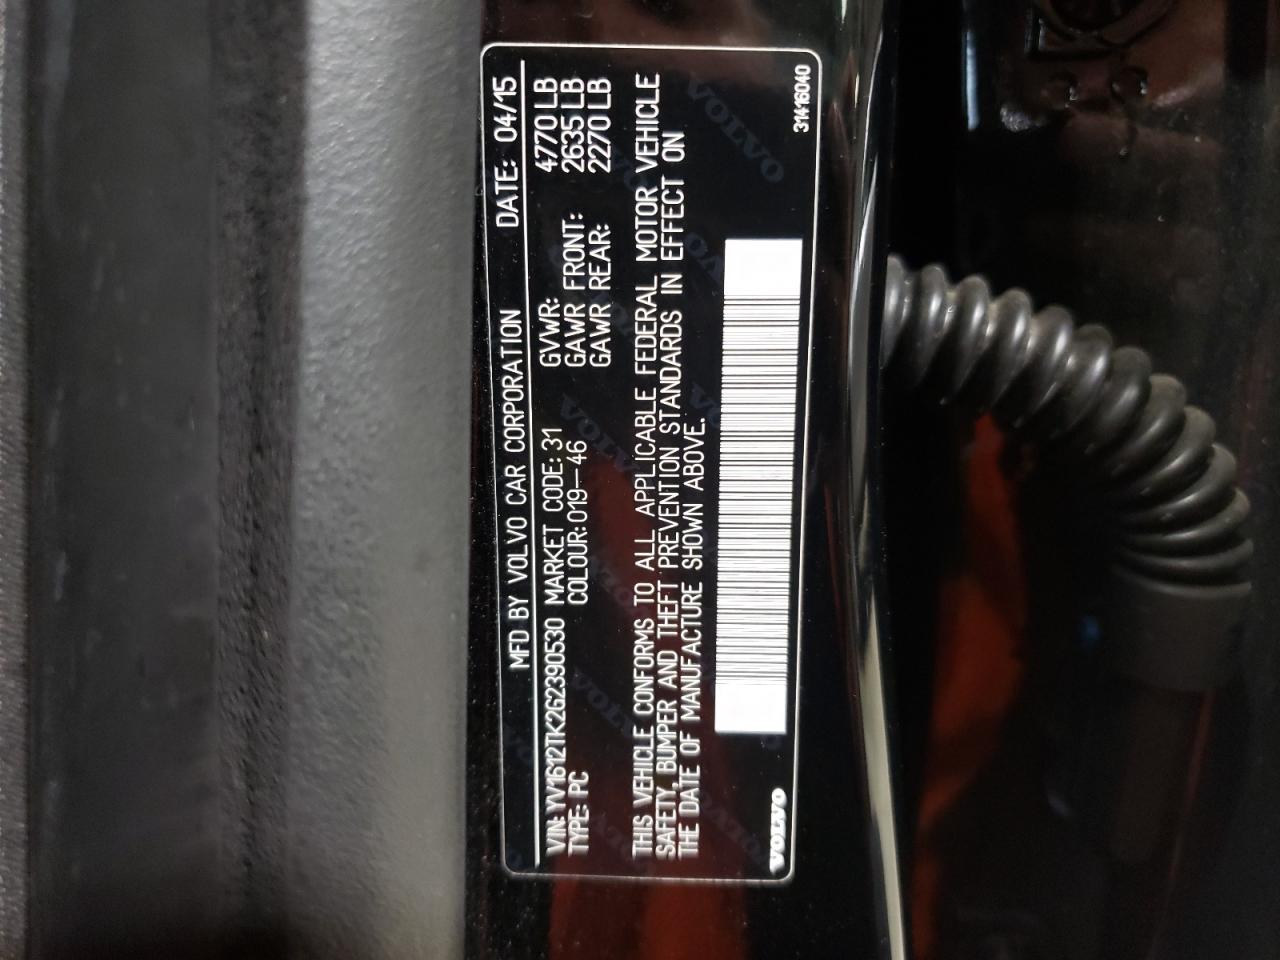 MFD BY VOLVO CAR CORPORATION DATE: 04/15
VIN: YV1612TK2G2390530 MARKET CODE: 31 GVWR: 4770 LB
TYPE: PC COLOUR: 019-46 GAWR FRONT: 2635 LB
GAWR REAR: 2270 LB
THIS VEHICLE CONFORMS TO ALL APPLICABLE FEDERAL MOTOR VEHICLE
SAFETY, BUMPER AND THEFT PREVENTION STANDARDS IN EFFECT ON
THE DATE OF MANUFACTURE SHOWN ABOVE.
VOLVO
31416040